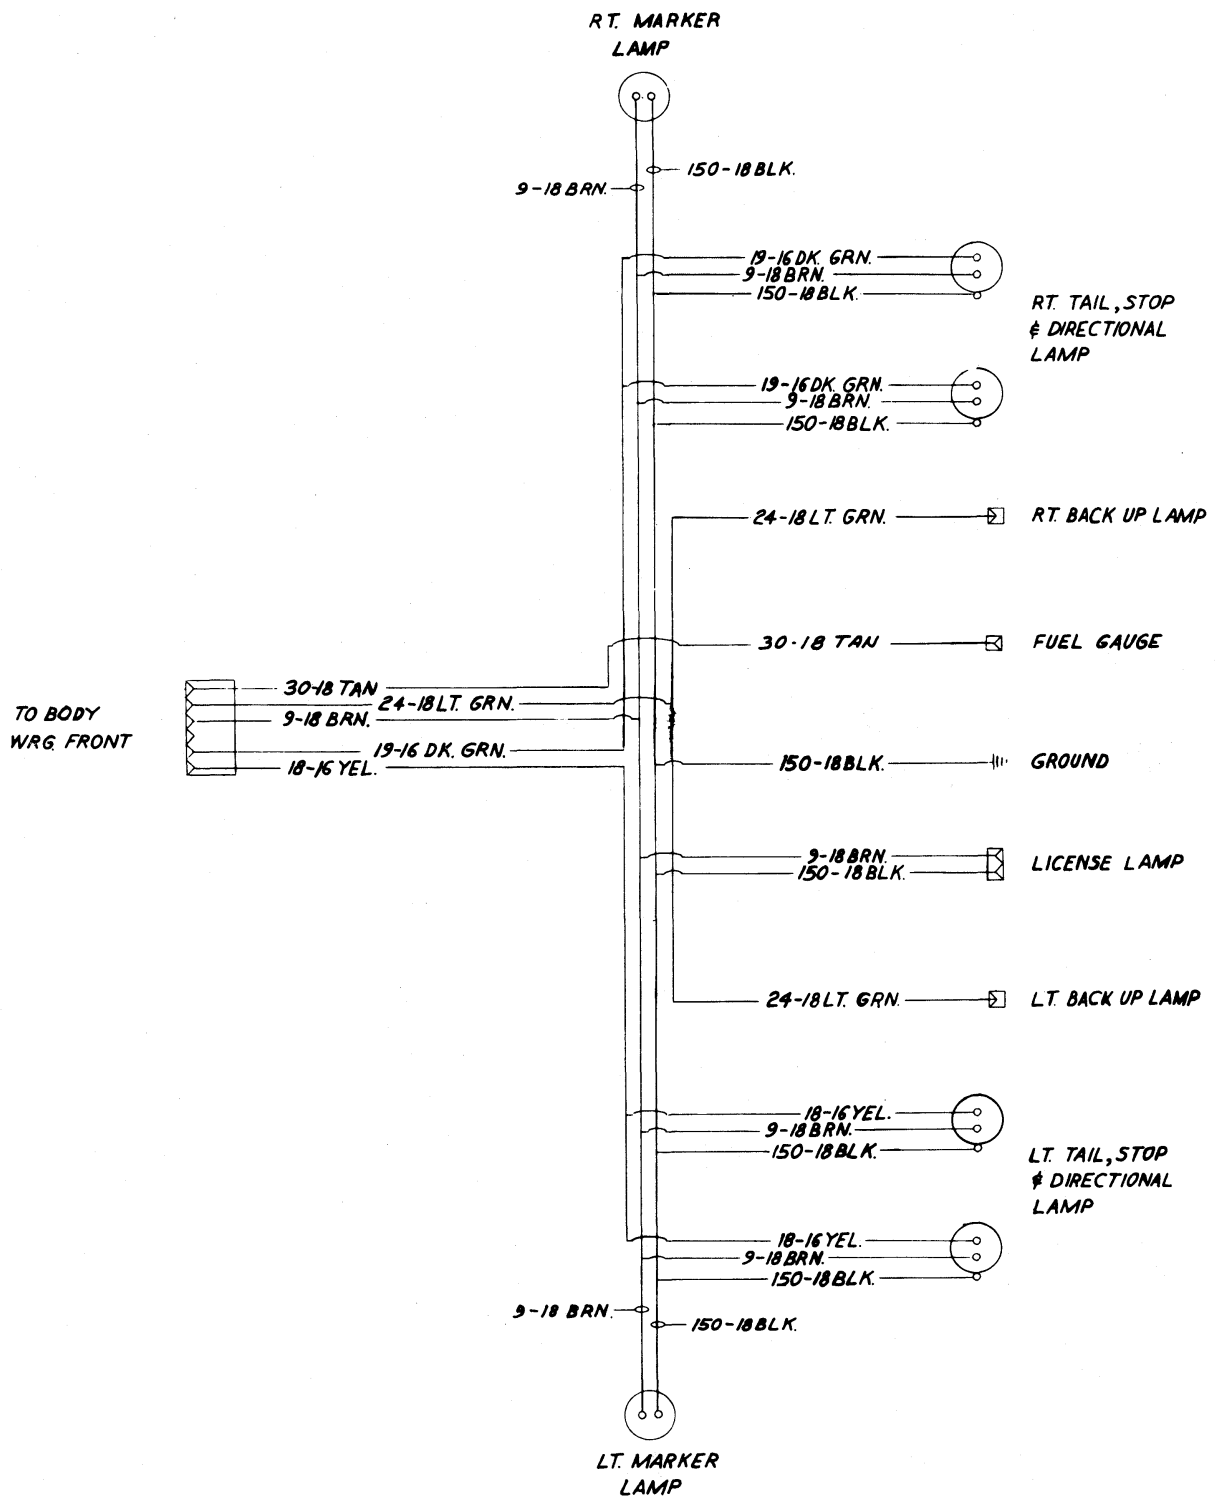 RT. MARKER
LAMP
150-18 BLK.
9-18 BRN.
19-16 DK. GRN.
9-18 BRN.
150-18 BLK.
RT. TAIL, STOP
& DIRECTIONAL
LAMP
19-16 DK. GRN.
9-18 BRN.
150-18 BLK.
24-18 LT. GRN.
RT. BACK UP LAMP
30-18 TAN
FUEL GAUGE
30-18 TAN
24-18 LT. GRN.
9-18 BRN.
19-16 DK. GRN.
18-16 YEL.
TO BODY
WRG. FRONT
150-18 BLK.
GROUND
9-18 BRN.
150-18 BLK.
LICENSE LAMP
24-18 LT. GRN.
LT. BACK UP LAMP
18-16 YEL.
9-18 BRN.
150-18 BLK.
LT. TAIL, STOP
& DIRECTIONAL
LAMP
18-16 YEL.
9-18 BRN.
150-18 BLK.
9-18 BRN.
150-18 BLK.
LT. MARKER
LAMP